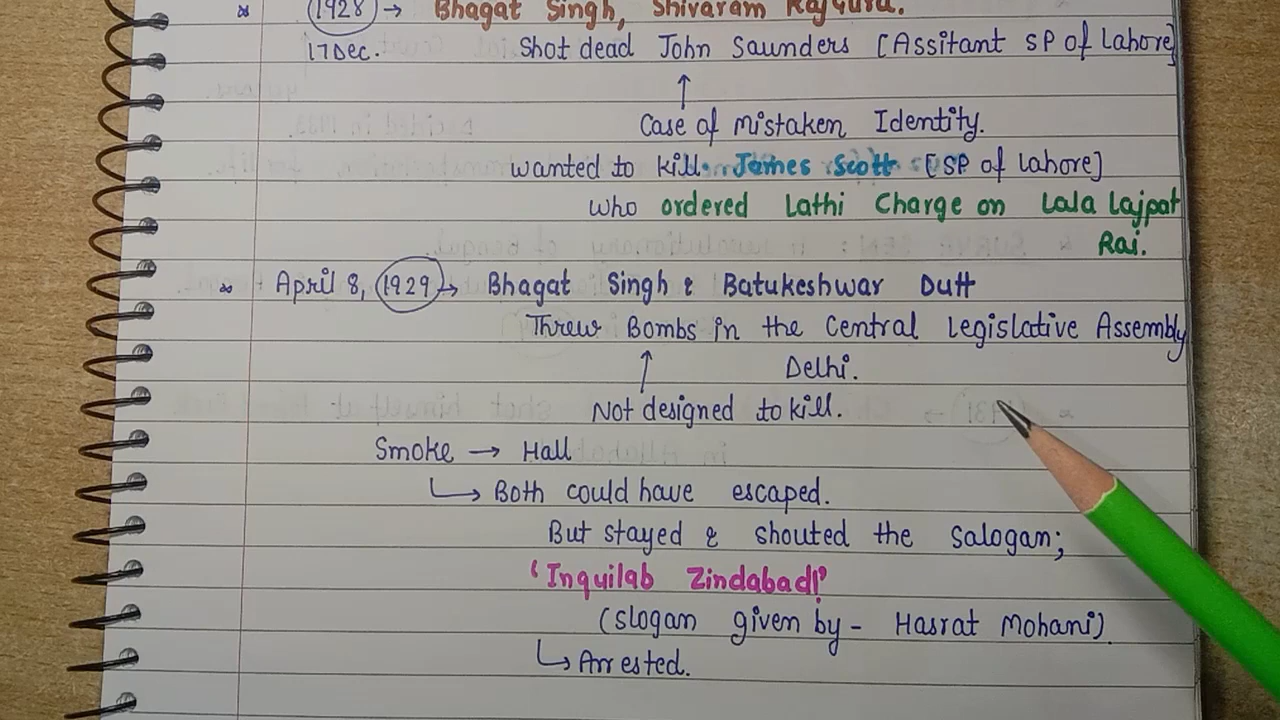 * 1928 → Bhagat Singh, Shivaram Rajguru.
17 Dec. Shot dead John Saunders [Assitant SP of Lahore]
↑
Case of mistaken Identity.
wanted to kill James Scott [SP of Lahore]
who ordered Lathi Charge on Lala Lajpat
Rai.
* April 8, 1929 → Bhagat Singh & Batukeshwar Dutt
Threw Bombs in the Central Legislative Assembly
↑ Delhi.
Not designed to kill.
Smoke → Hall
↳ Both could have escaped.
But stayed & shouted the Salogan;
'Inquilab Zindabad!'
(slogan given by - Hasrat Mohani)
↳ Arrested.